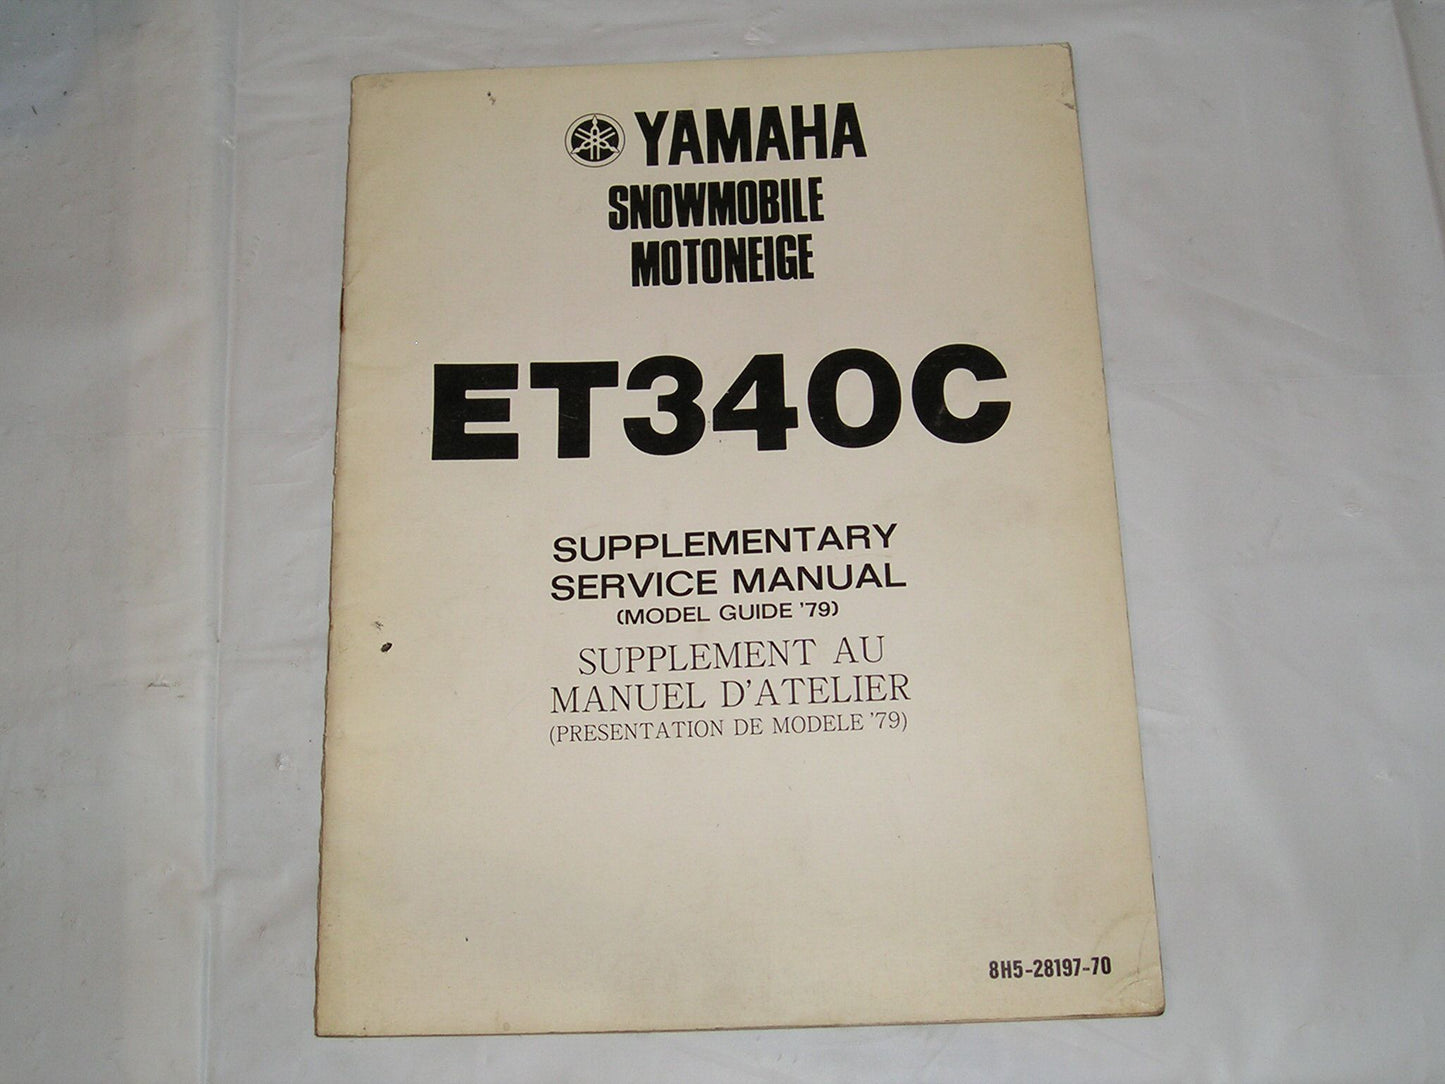 YAMAHA
SNOWMOBILE
MOTONEIGE
ET340C
SUPPLEMENTARY
SERVICE MANUAL
(MODEL GUIDE '79)
SUPPLEMENT AU
MANUEL D'ATELIER
(PRESENTATION DE MODELE '79)
8H5-28197-70